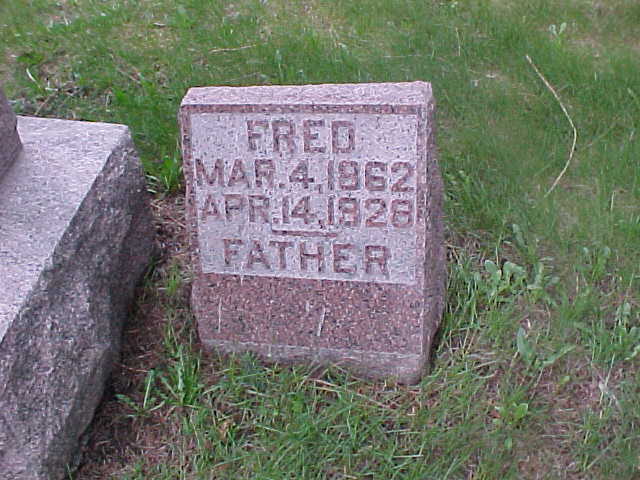 FRED
MAR. 4, 1862
APR. 14, 1928
FATHER